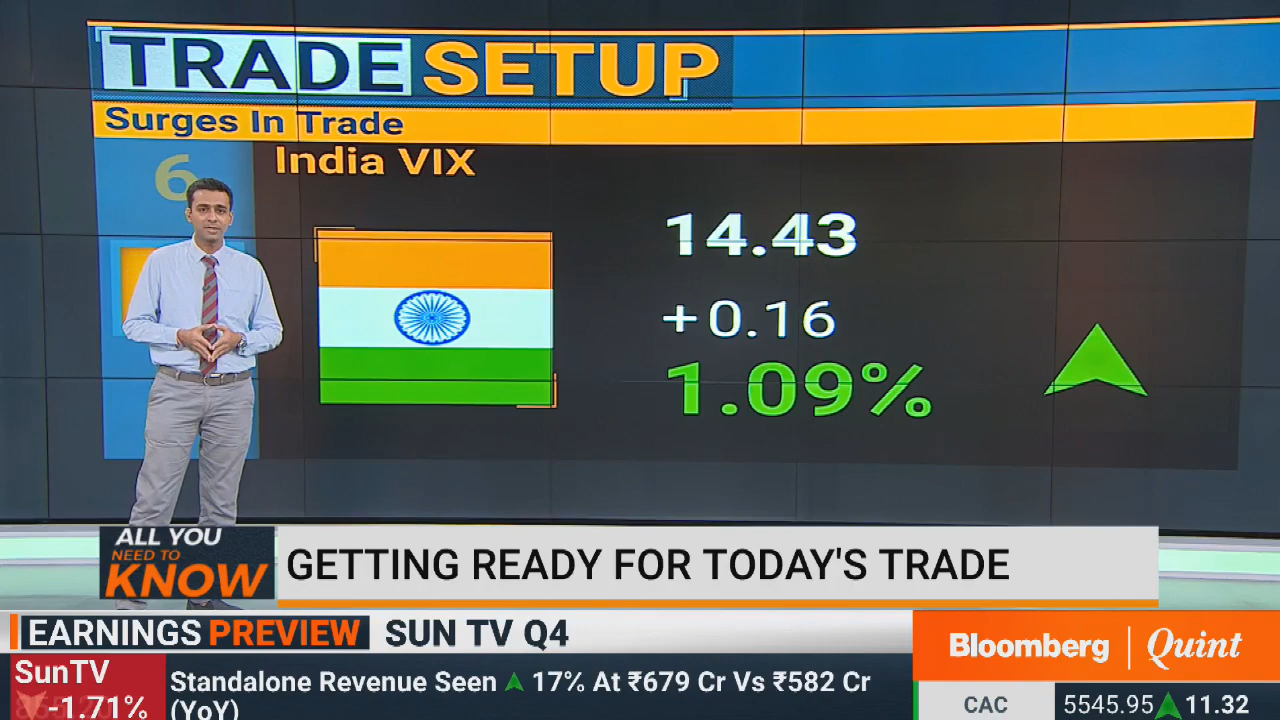 TRADE SETUP
Surges In Trade
6
India VIX
14.43
+0.16
1.09%
ALL YOU
NEED TO
KNOW
GETTING READY FOR TODAY'S TRADE
EARNINGS PREVIEW SUN TV Q4
SunTV
-1.71%
Standalone Revenue Seen 17% At ₹679 Cr Vs ₹582 Cr
(YoY)
Bloomberg | Quint
CAC 5545.95 11.32